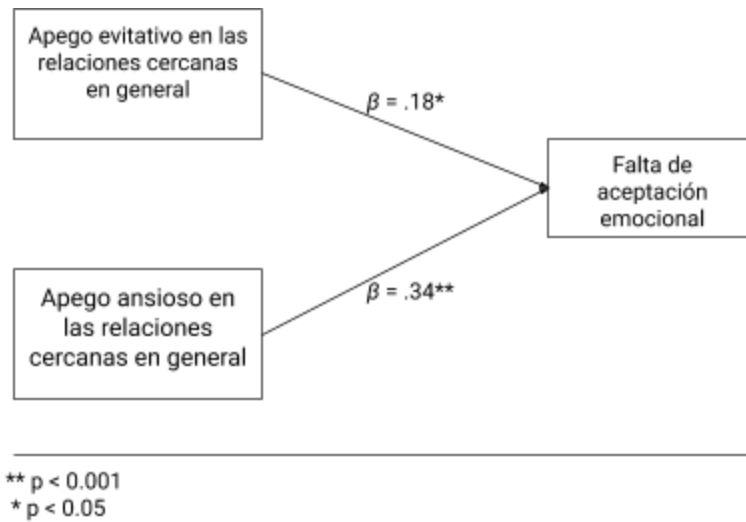 Apego evitativo en las
relaciones cercanas
en general
β = .18*
Falta de
aceptación
emocional
Apego ansioso en
las relaciones
cercanas en general
β = .34**
** p < 0.001
* p < 0.05